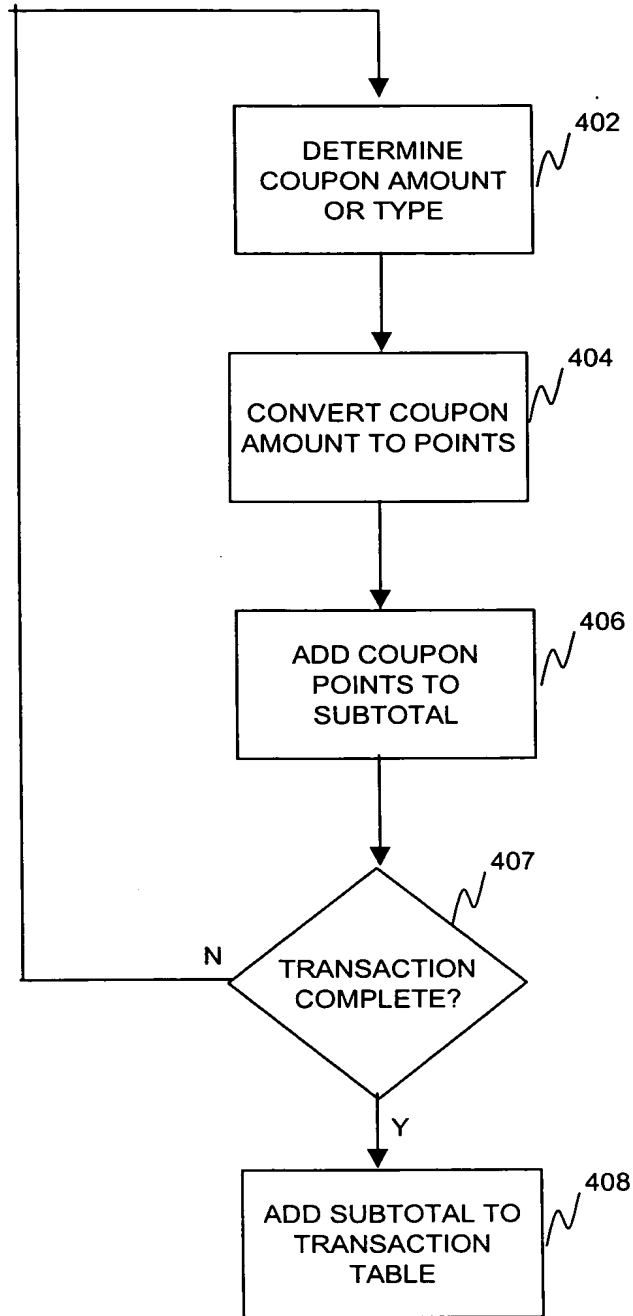 402
DETERMINE
COUPON AMOUNT
OR TYPE
404
CONVERT COUPON
AMOUNT TO POINTS
406
ADD COUPON
POINTS TO
SUBTOTAL
407
N
TRANSACTION
COMPLETE?
Y
408
ADD SUBTOTAL TO
TRANSACTION
TABLE